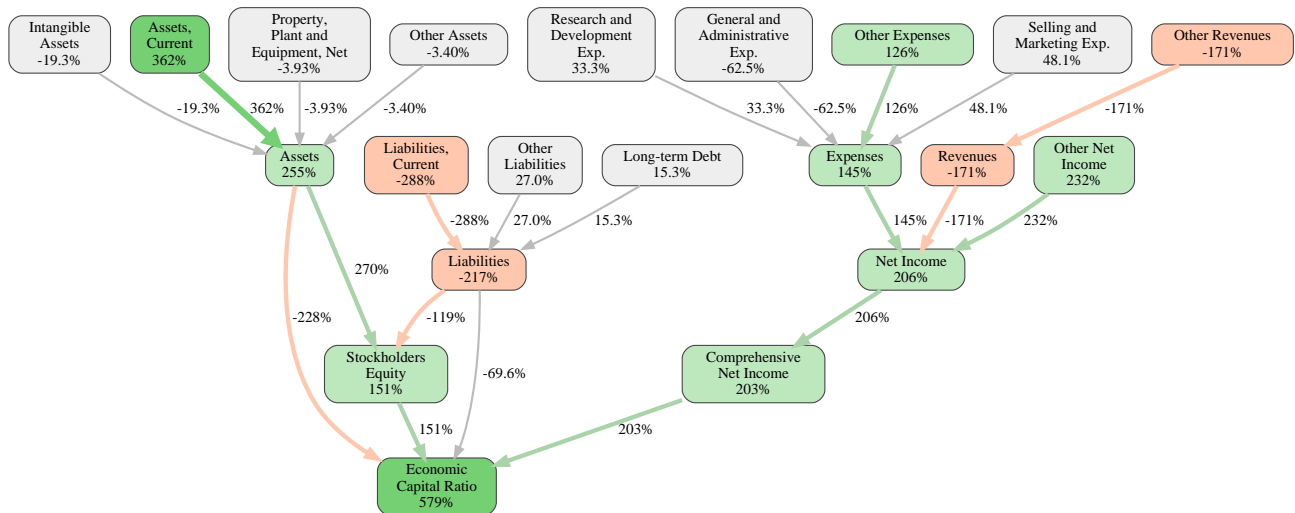 Intangible
Assets
-19.3%
Assets,
Current
362%
Property,
Plant and
Equipment, Net
-3.93%
Other Assets
-3.40%
Research and
Development
Exp.
33.3%
General and
Administrative
Exp.
-62.5%
Other Expenses
126%
Selling and
Marketing Exp.
48.1%
Other Revenues
-171%
-19.3%
362%
-3.93%
-3.40%
33.3%
-62.5%
126%
48.1%
-171%
Assets
255%
Liabilities,
Current
-288%
Other
Liabilities
27.0%
Long-term Debt
15.3%
Expenses
145%
Revenues
-171%
Other Net
Income
232%
-288%
27.0%
15.3%
145%
-171%
232%
270%
Liabilities
-217%
Net Income
206%
-228%
-119%
206%
Stockholders
Equity
151%
-69.6%
Comprehensive
Net Income
203%
151%
203%
Economic
Capital Ratio
579%